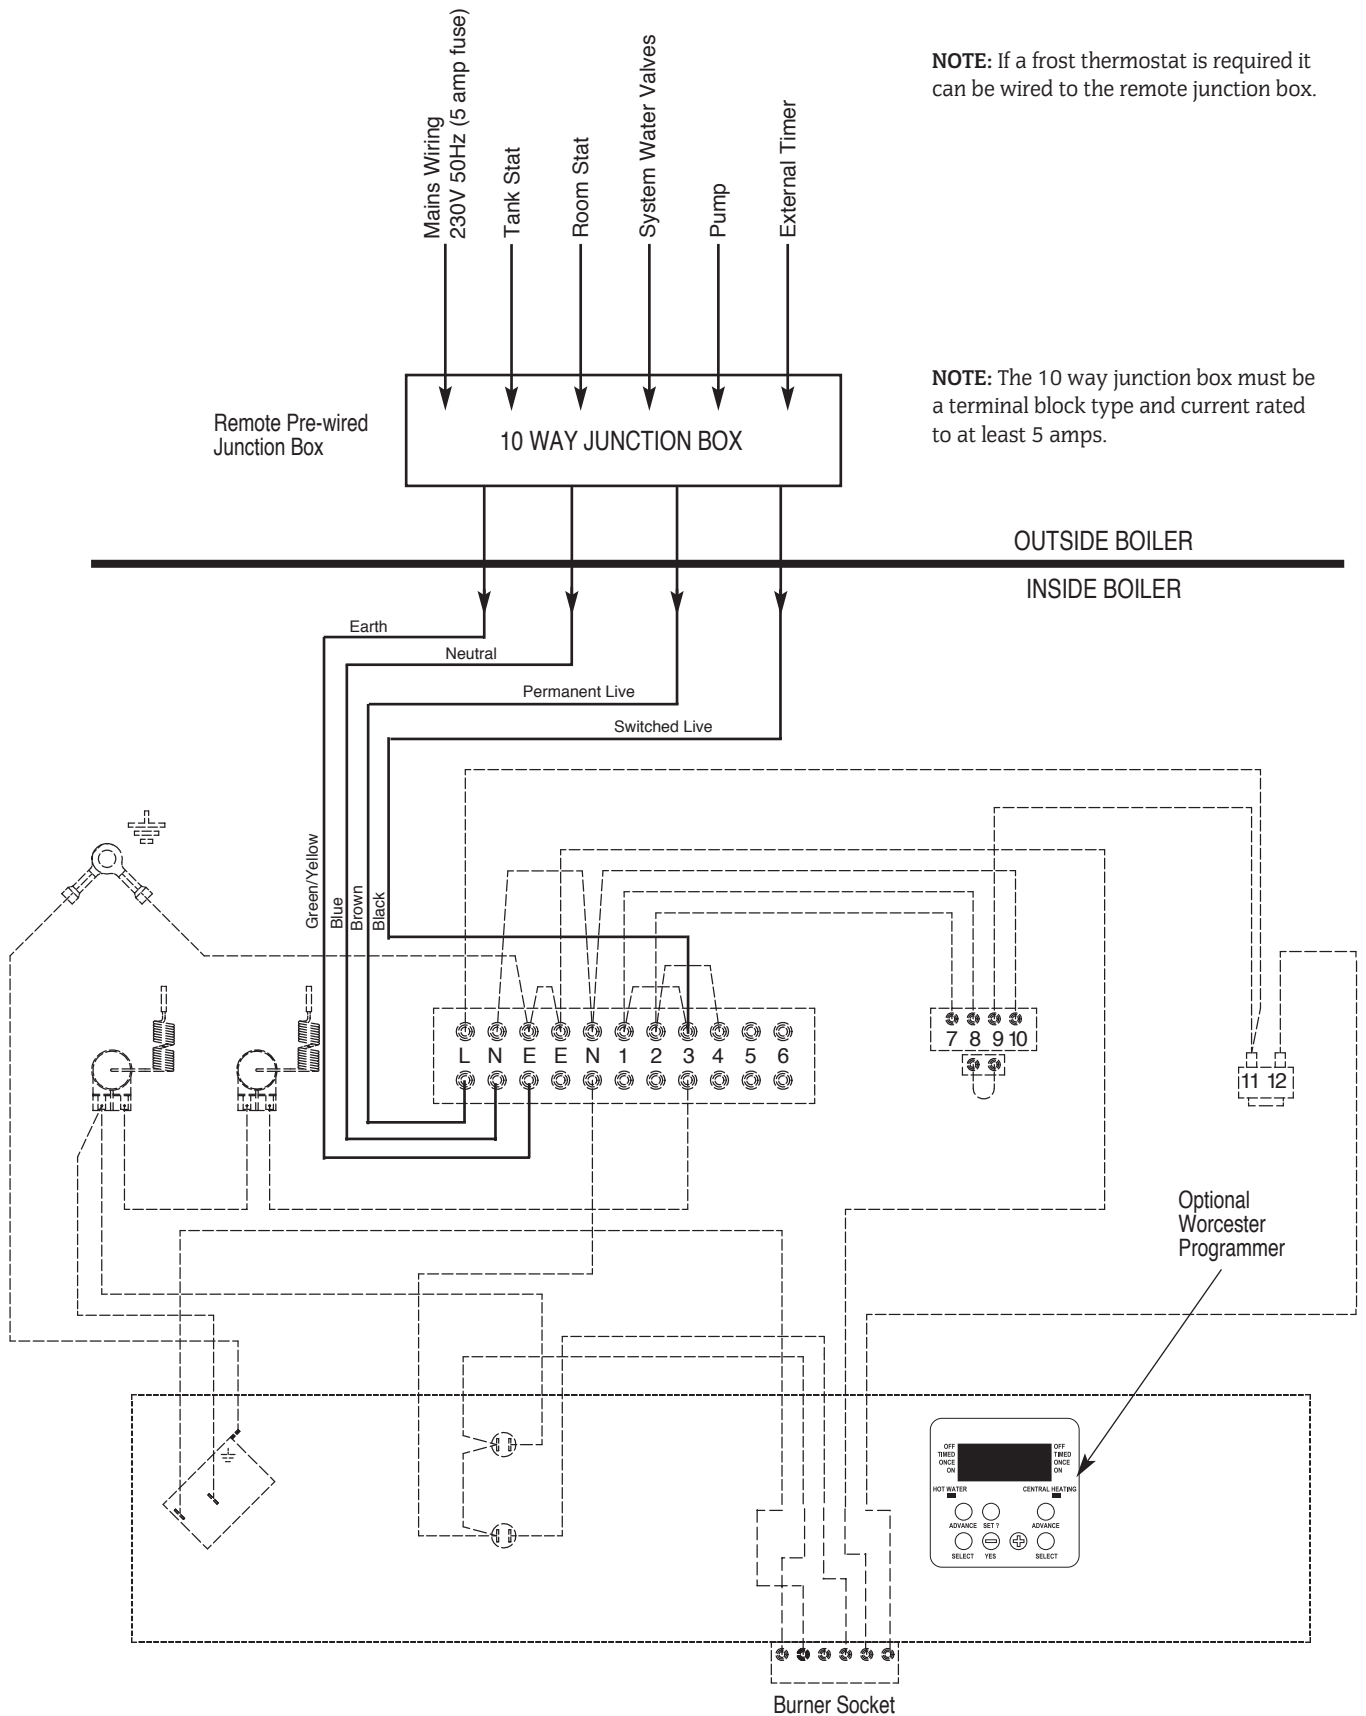 NOTE: If a frost thermostat is required it
can be wired to the remote junction box.
Mains Wiring
230V 50Hz (5 amp fuse)
Tank Stat
Room Stat
System Water Valves
Pump
External Timer
NOTE: The 10 way junction box must be
a terminal block type and current rated
to at least 5 amps.
Remote Pre-wired
Junction Box
10 WAY JUNCTION BOX
OUTSIDE BOILER
INSIDE BOILER
Earth
Neutral
Permanent Live
Switched Live
Green/Yellow
Blue
Brown
Black
L N E E N 1 2 3 4 5 6
7 8 9 10
11 12
Optional
Worcester
Programmer
OFF
TIMED
ONCE
ON
OFF
TIMED
ONCE
ON
HOT WATER
CENTRAL HEATING
ADVANCE SET ? ADVANCE
SELECT YES SELECT
Burner Socket